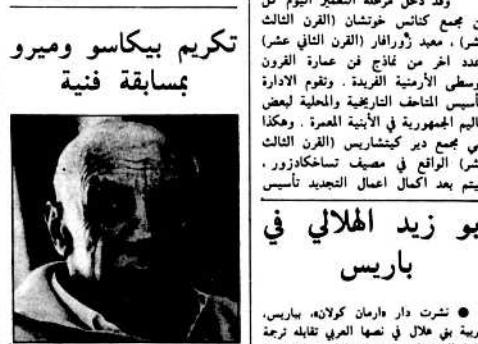 وقد دخل مرحلة التعمير اليوم كل
من مجمع كنائس خوتشان (القرن الثالث
عشر) ، معبد زورافار (القرن الثاني عشر)
وعدد اخر من نماذج فن عمارة القرون
الوسطى الأرمنية الفريدة . وتقوم الادارة
تأسيس المتاحف التاريخية والمحلية لبعض
اقاليم الجمهورية في الأبنية المعمرة . وهكذا
في مجمع دير كيتشاريس (القرن الثالث
عشر) الواقع في مصيف تساخكادزور ،
سيتم بعد اكمال اعمال التجديد تأسيس
بو زيد الهلالي في
باريس
● نشرت دار «ارمان كولان»، بباريس،
تغريبة بني هلال في نصها العربي تقابله ترجمة
تكريم بيكاسو وميرو
بمسابقة فنية